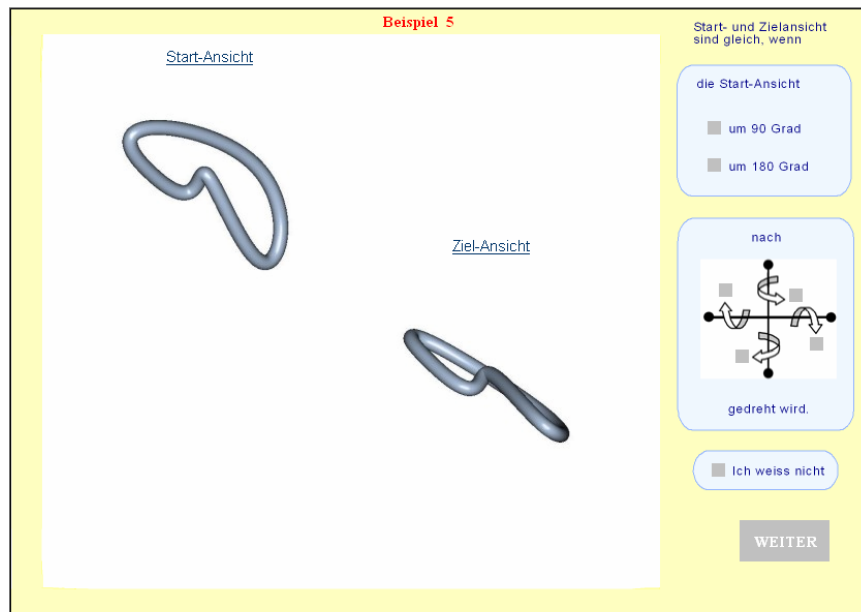 Beispiel 5
Start-Ansicht
Ziel-Ansicht
Start- und Zielansicht
sind gleich, wenn
die Start-Ansicht
um 90 Grad
um 180 Grad
nach
gedreht wird.
Ich weiss nicht
WEITER